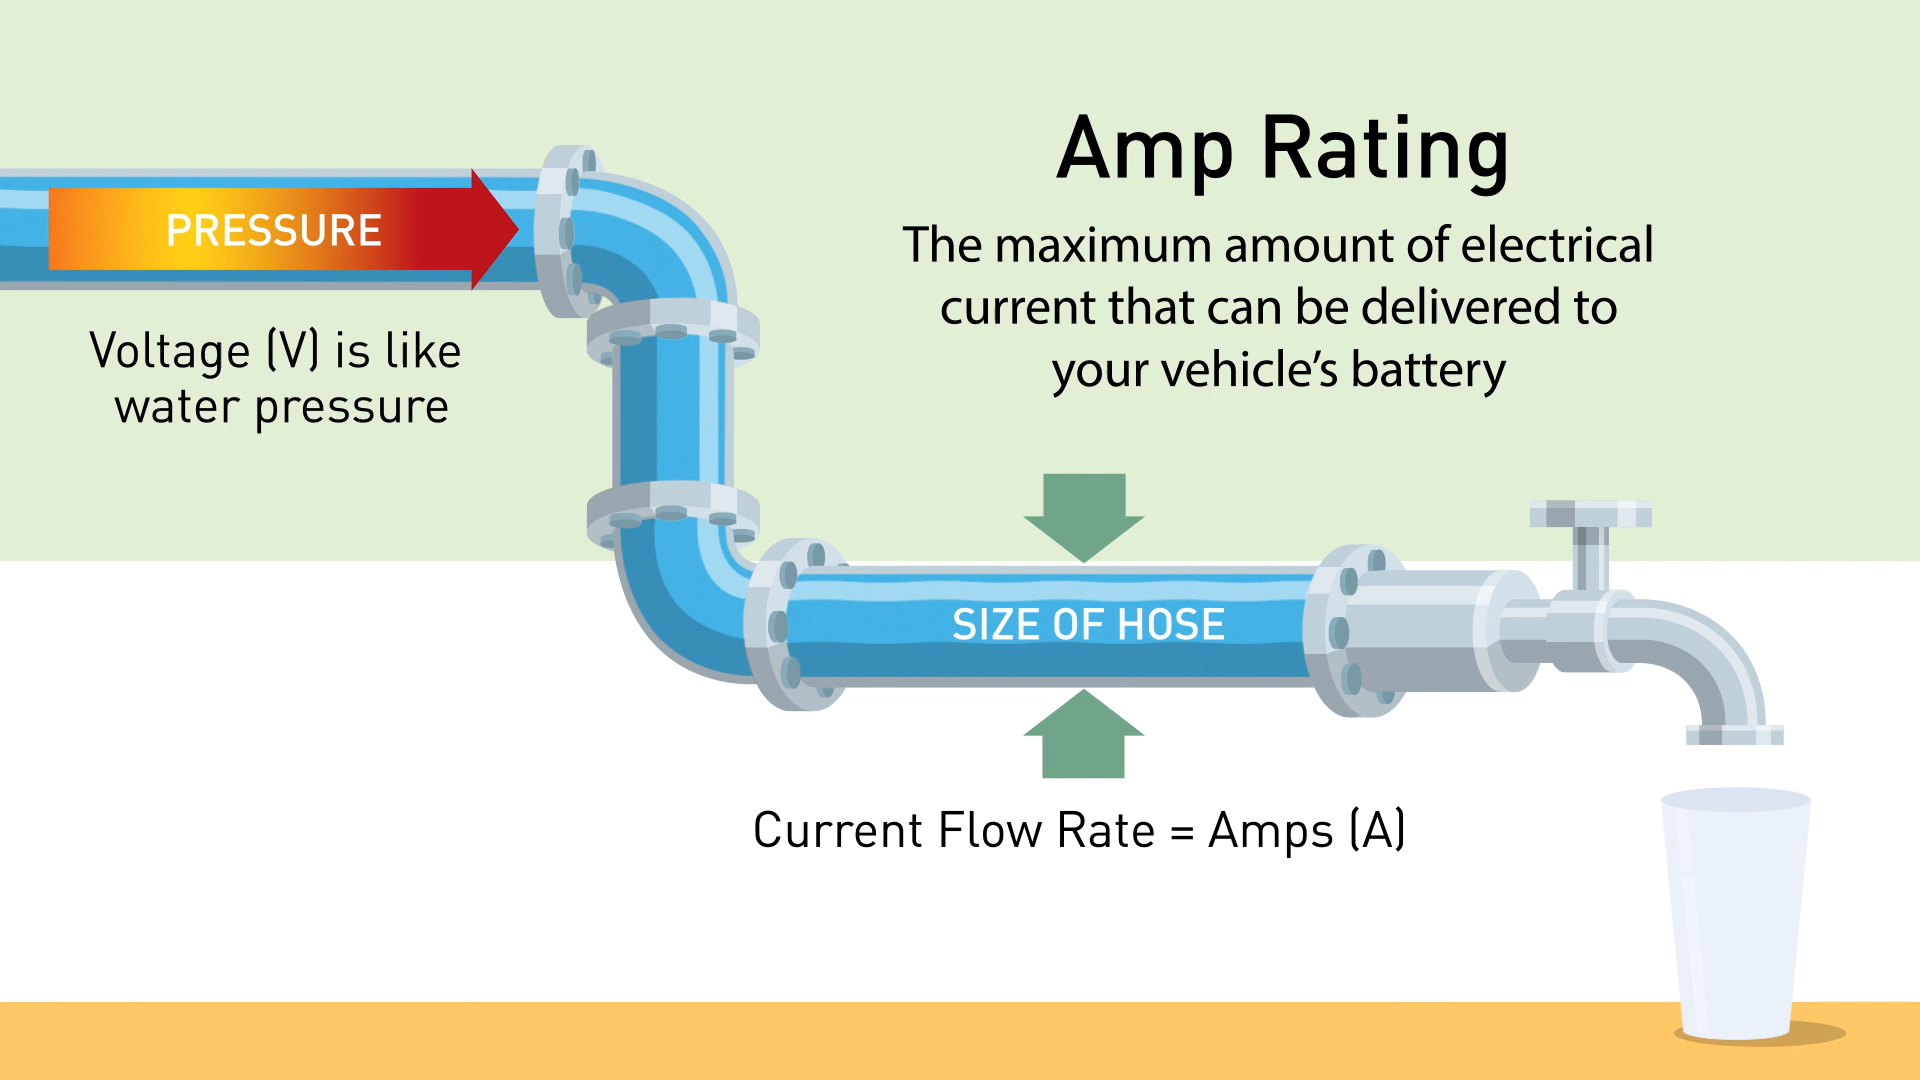 Amp Rating
The maximum amount of electrical
current that can be delivered to
your vehicle’s battery
PRESSURE
Voltage (V) is like
water pressure
SIZE OF HOSE
Current Flow Rate = Amps (A)